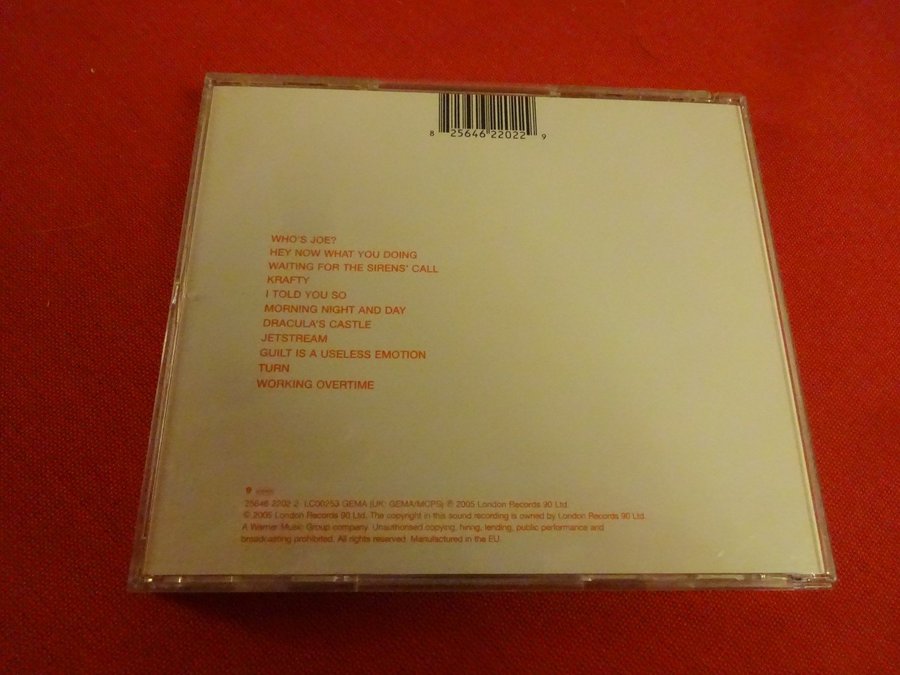 8 25646 22022 9
WHO'S JOE?
HEY NOW WHAT YOU DOING
WAITING FOR THE SIRENS' CALL
KRAFTY
I TOLD YOU SO
MORNING NIGHT AND DAY
DRACULA'S CASTLE
JETSTREAM
GUILT IS A USELESS EMOTION
TURN
WORKING OVERTIME
25646 2202 2 LC00253 GEMA (UK: GEMA/MCPS) ℗ 2005 London Records 90 Ltd.
© 2005 London Records 90 Ltd. The copyright in this sound recording is owned by London Records 90 Ltd.
A Warner Music Group company. Unauthorised copying, hiring, lending, public performance and
broadcasting prohibited. All rights reserved. Manufactured in the EU.